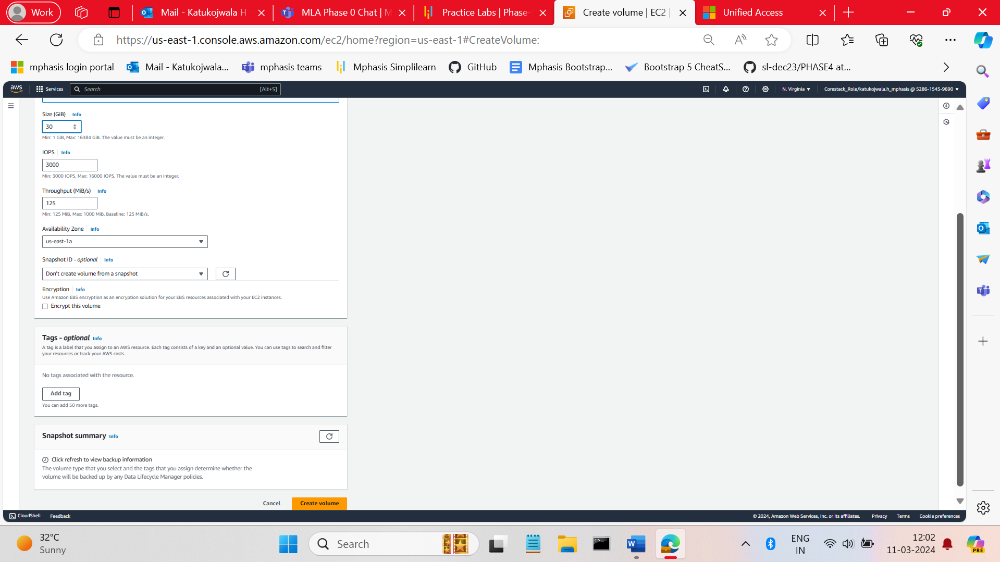 Work
Mail - Katukojwala H
MLA Phase 0 Chat | M
Practice Labs | Phase-
Create volume | EC2 |
Unified Access
https://us-east-1.console.aws.amazon.com/ec2/home?region=us-east-1#CreateVolume:
mphasis login portal
Mail - Katukojwala...
mphasis teams
Mphasis Simplilearn
GitHub
Mphasis Bootstrap...
Bootstrap 5 CheatS...
sl-dec23/PHASE4 at...
aws
Services
Search
[Alt+S]
N. Virginia
Corestack_Role/katukojwala.h_mphasis @ 5286-1545-9690
Size (GiB) Info
30
Min: 1 GiB, Max: 16384 GiB. The value must be an integer.
IOPS Info
3000
Min: 3000 IOPS, Max: 16000 IOPS. The value must be an integer.
Throughput (MiB/s) Info
125
Min: 125 MiB, Max: 1000 MiB. Baseline: 125 MiB/s.
Availability Zone Info
us-east-1a
Snapshot ID - optional Info
Don't create volume from a snapshot
Encryption Info
Use Amazon EBS encryption as an encryption solution for your EBS resources associated with your EC2 instances.
Encrypt this volume
Tags - optional Info
A tag is a label that you assign to an AWS resource. Each tag consists of a key and an optional value. You can use tags to search and filter
your resources or track your AWS costs.
No tags associated with the resource.
Add tag
You can add 50 more tags.
Snapshot summary Info
Click refresh to view backup information
The volume type that you select and the tags that you assign determine whether the
volume will be backed up by any Data Lifecycle Manager policies.
Cancel
Create volume
CloudShell
Feedback
© 2024, Amazon Web Services, Inc. or its affiliates.
Privacy
Terms
Cookie preferences
32°C
Sunny
Search
ENG
IN
12:02
11-03-2024
PRE